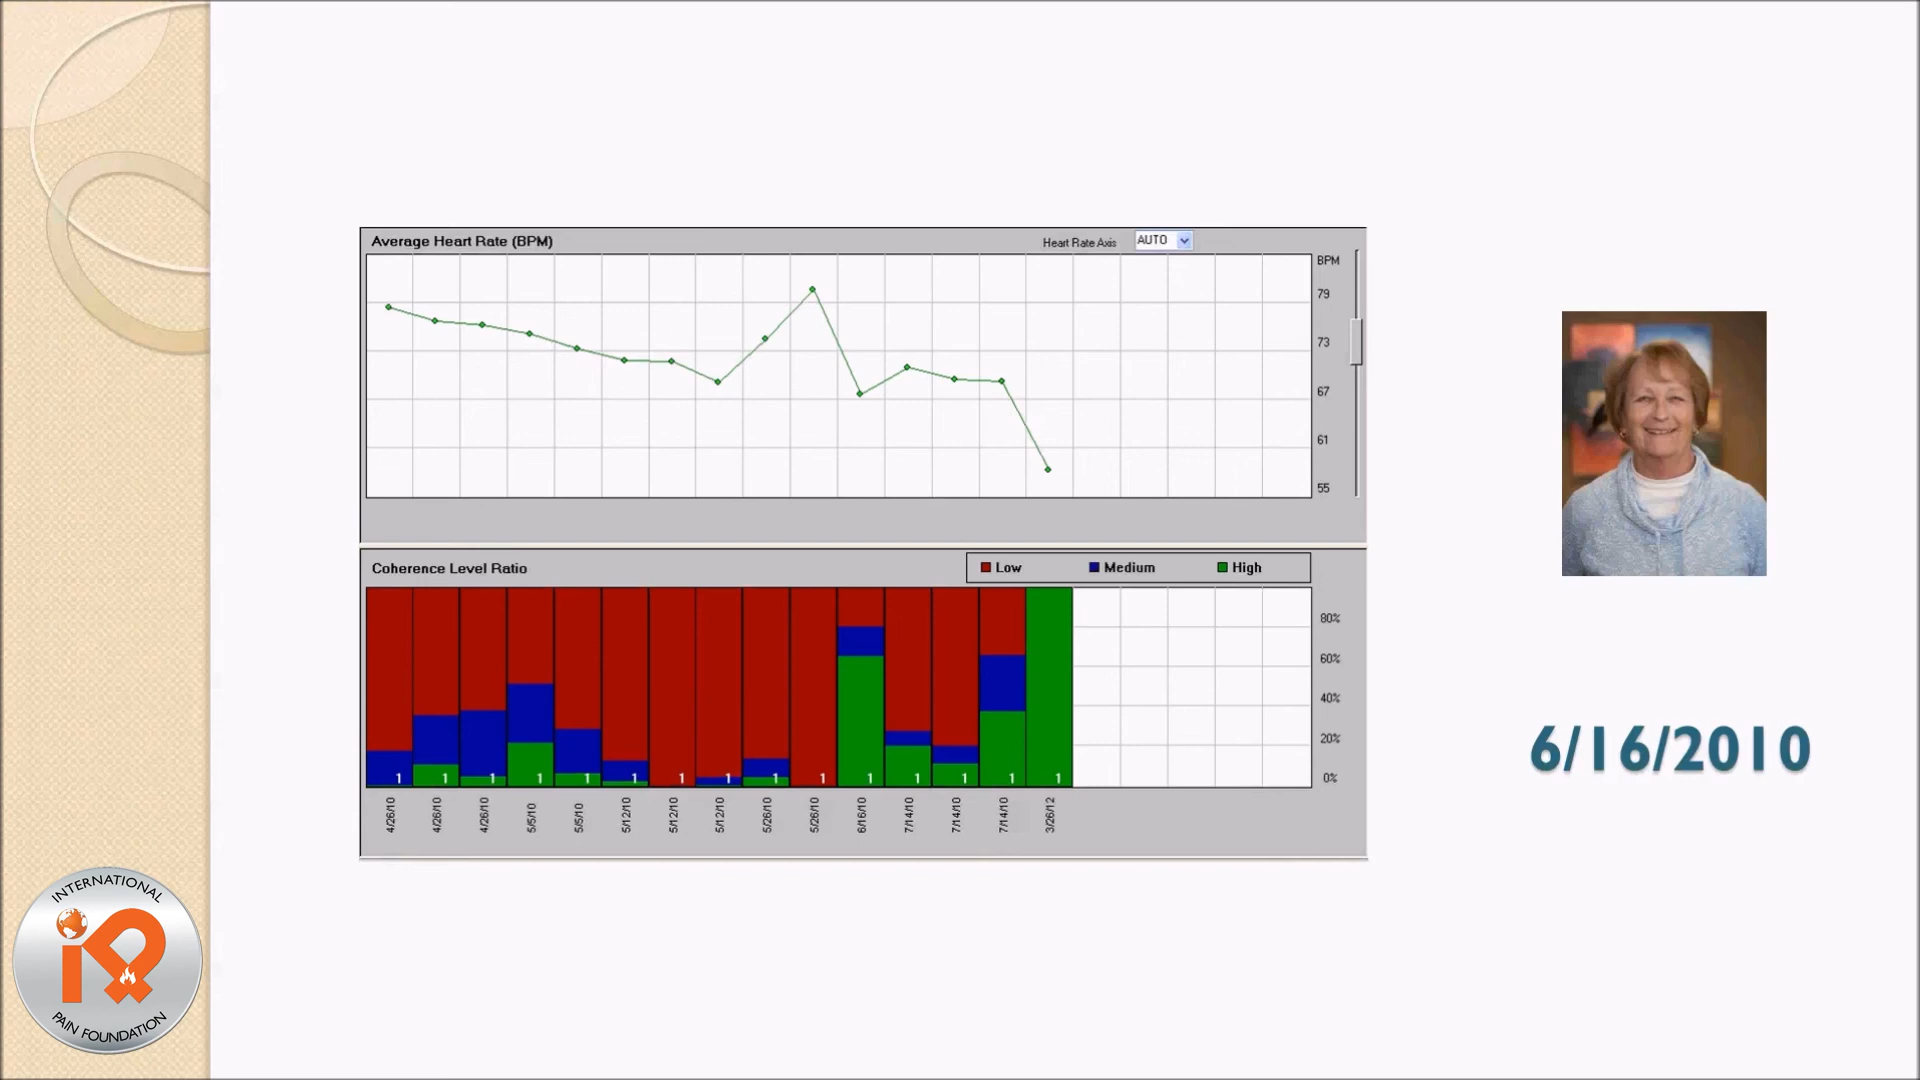 Average Heart Rate (BPM)
Heart Rate Axis
AUTO
BPM
79
73
67
61
55
Coherence Level Ratio
Low
Medium
High
80%
60%
40%
20%
0%
1 1 1 1 1 1 1 1 1 1 1 1 1 1 1
4/26/10 4/26/10 4/26/10 5/5/10 5/5/10 5/12/10 5/12/10 5/12/10 5/26/10 5/26/10 6/16/10 7/14/10 7/14/10 7/14/10 3/26/12
6/16/2010
INTERNATIONAL
iP
PAIN FOUNDATION